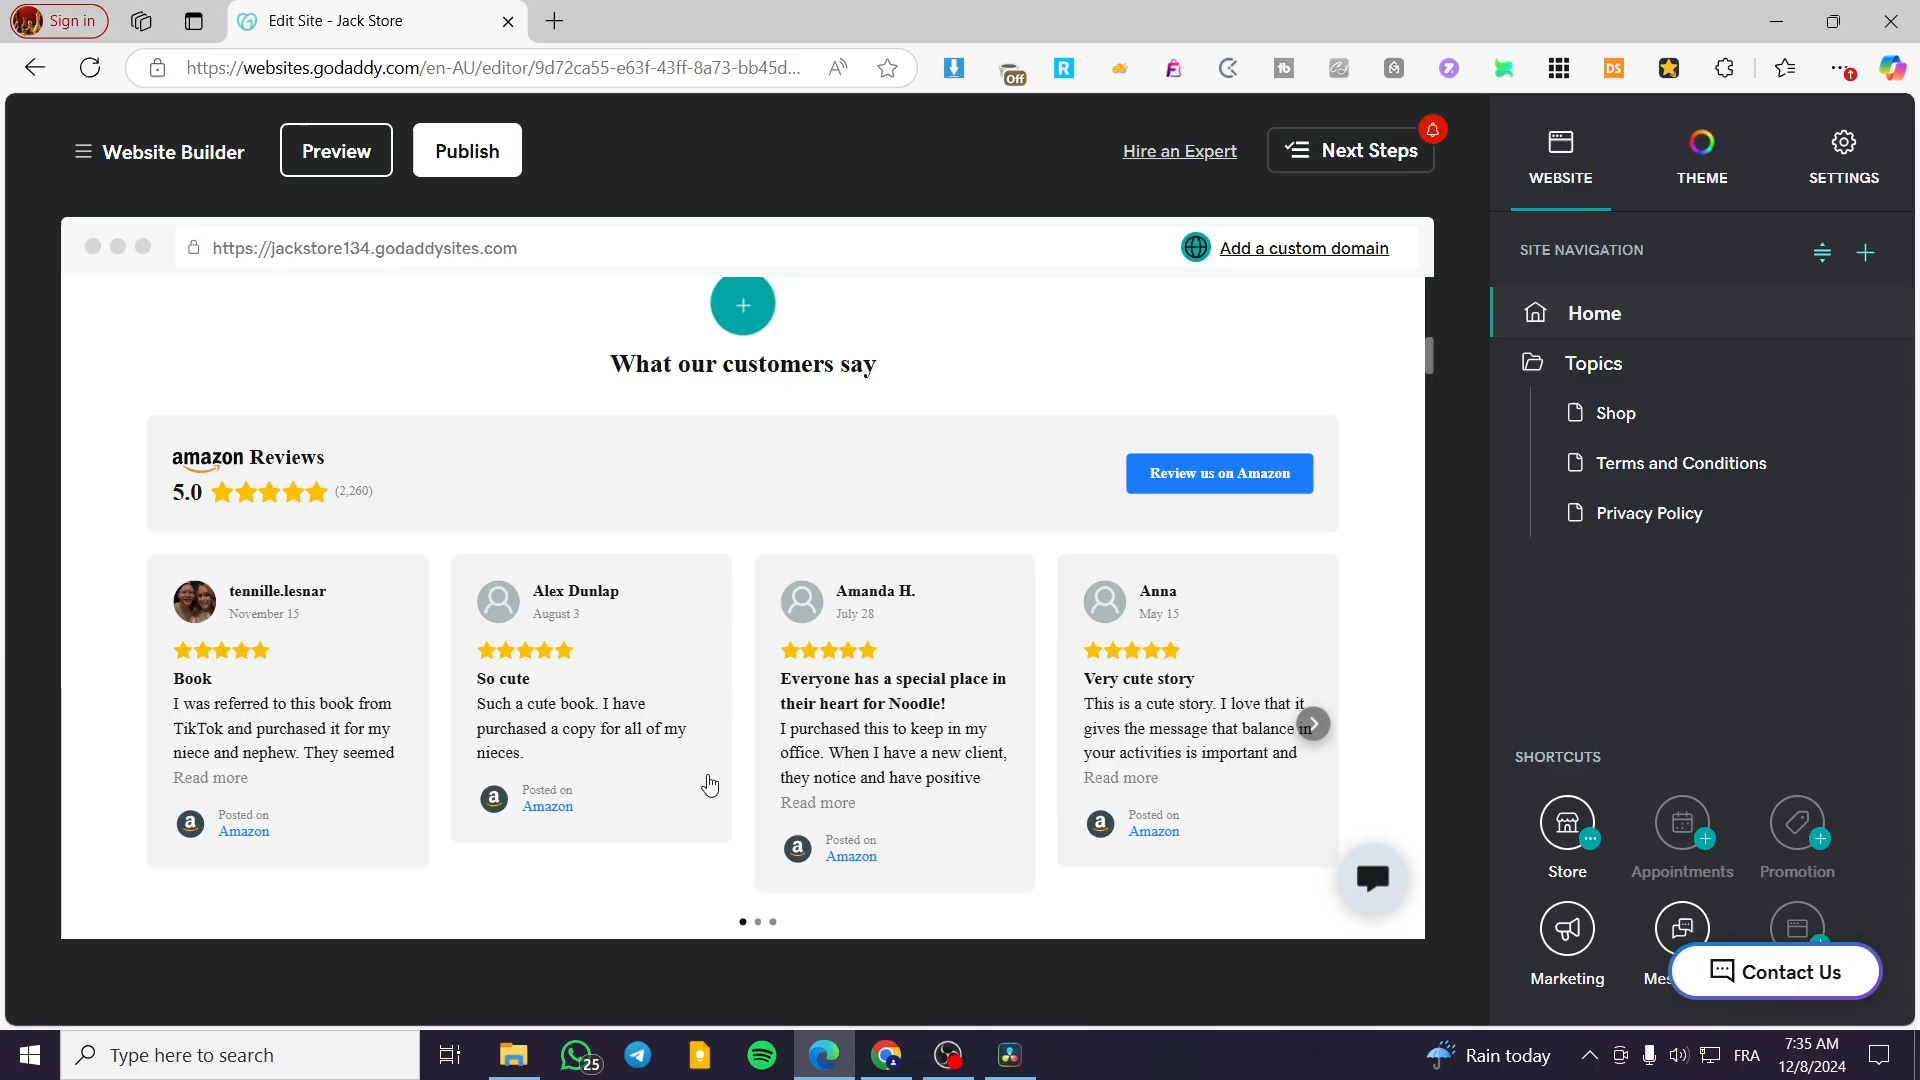 Sign in
Edit Site - Jack Store
https://websites.godaddy.com/en-AU/editor/9d72ca55-e63f-43ff-8a73-bb45d...
Off
Website Builder
Preview
Publish
Hire an Expert
Next Steps
WEBSITE
THEME
SETTINGS
https://jackstore134.godaddysites.com
Add a custom domain
SITE NAVIGATION
Home
Topics
Shop
Terms and Conditions
Privacy Policy
What our customers say
amazon Reviews
5.0 (2,260)
Review us on Amazon
tennille.lesnar
November 15
Book
I was referred to this book from
TikTok and purchased it for my
niece and nephew. They seemed
Read more
Posted on
Amazon
Alex Dunlap
August 3
So cute
Such a cute book. I have
purchased a copy for all of my
nieces.
Posted on
Amazon
Amanda H.
July 28
Everyone has a special place in
their heart for Noodle!
I purchased this to keep in my
office. When I have a new client,
they notice and have positive
Read more
Posted on
Amazon
Anna
May 15
Very cute story
This is a cute story. I love that it
gives the message that balance in
your activities is important and
Read more
Posted on
Amazon
SHORTCUTS
Store
Appointments
Promotion
Marketing
Contact Us
Type here to search
25
Rain today
FRA
7:35 AM
12/8/2024